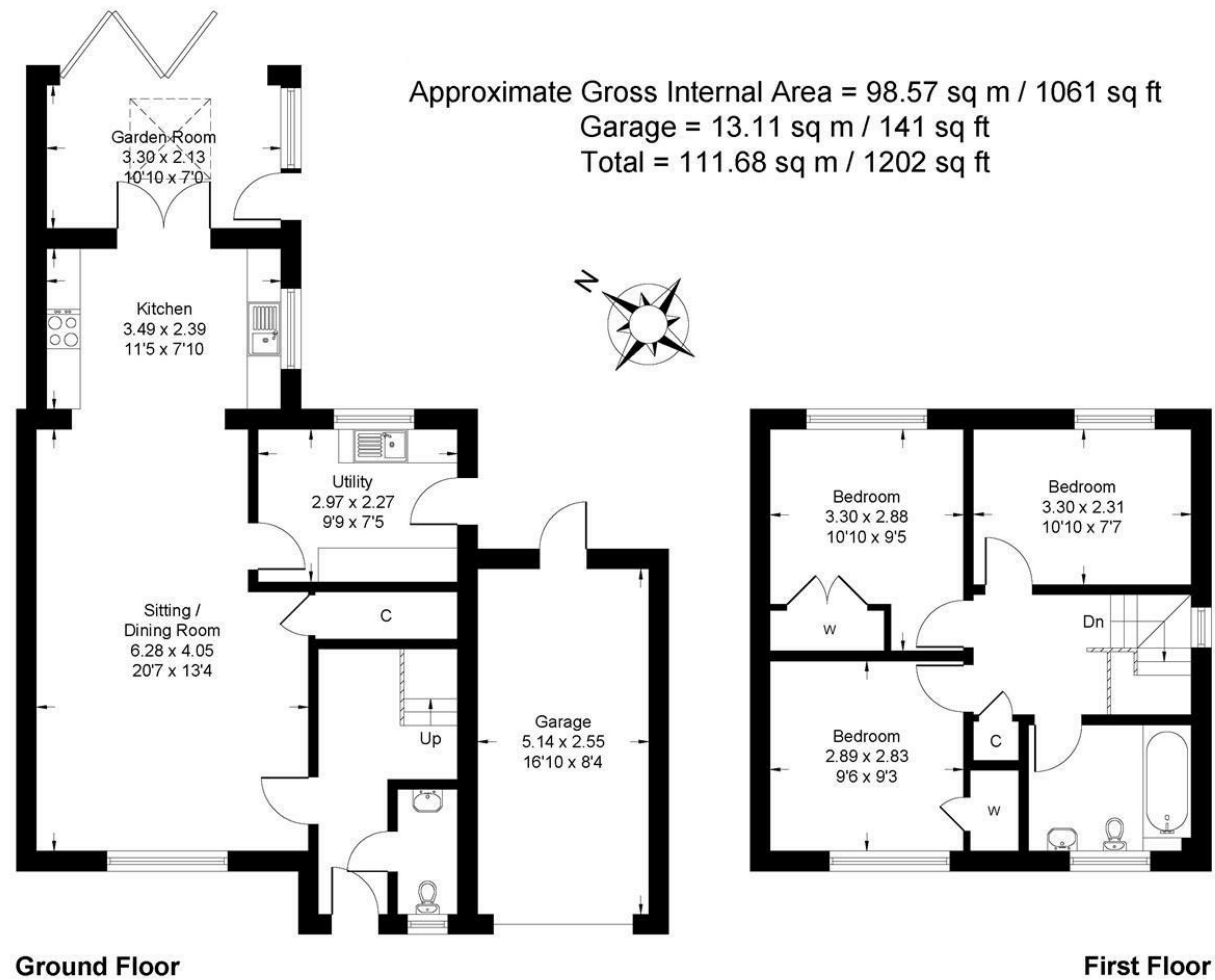 Approximate Gross Internal Area = 98.57 sq m / 1061 sq ft
Garage = 13.11 sq m / 141 sq ft
Total = 111.68 sq m / 1202 sq ft
Garden Room
3.30 x 2.13
10'10 x 7'0
N
Kitchen
3.49 x 2.39
11'5 x 7'10
Utility
2.97 x 2.27
9'9 x 7'5
Sitting /
Dining Room
6.28 x 4.05
20'7 x 13'4
C
Up
Garage
5.14 x 2.55
16'10 x 8'4
Bedroom
3.30 x 2.88
10'10 x 9'5
Bedroom
3.30 x 2.31
10'10 x 7'7
W
Dn
Bedroom
2.89 x 2.83
9'6 x 9'3
C
W
Ground Floor
First Floor